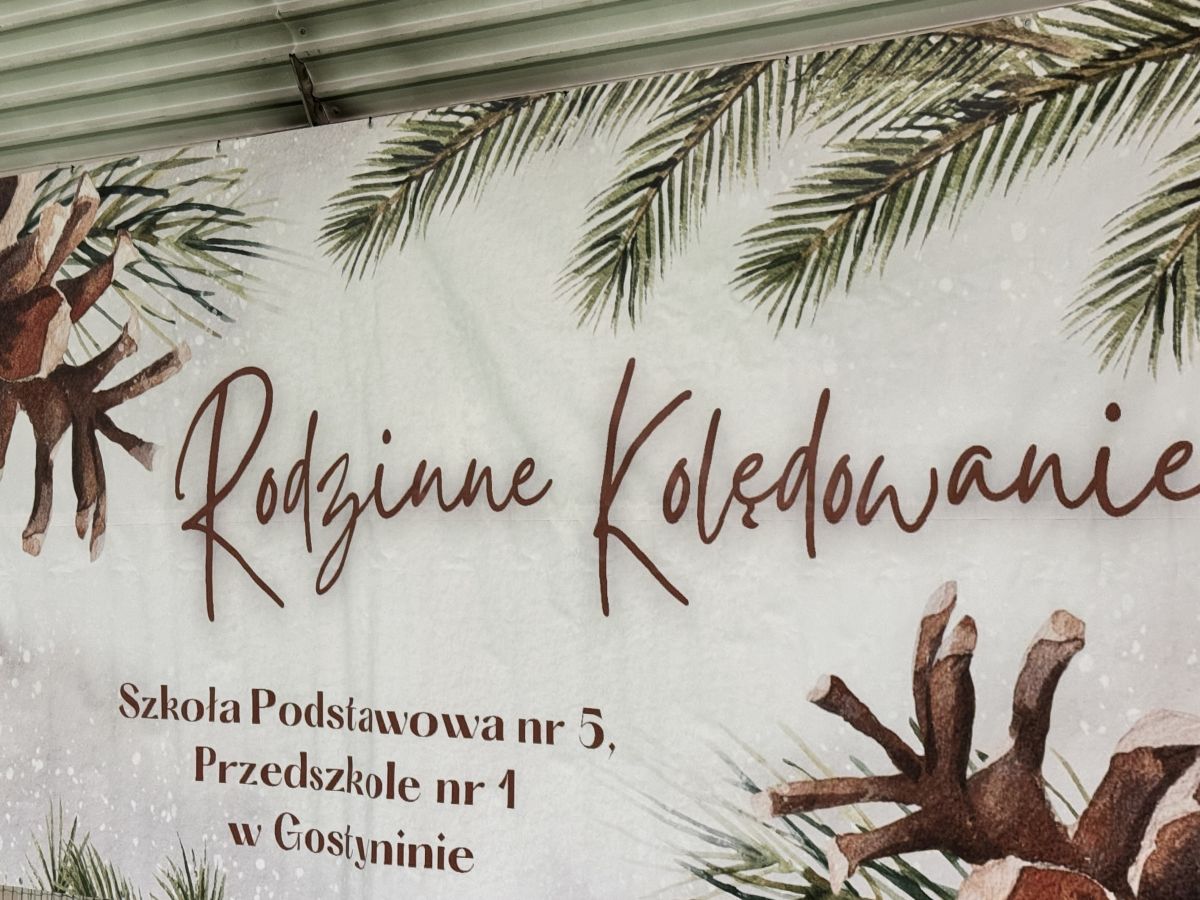 Rodzinne Kolędowanie
Szkoła Podstawowa nr 5,
Przedszkole nr 1
w Gostyninie